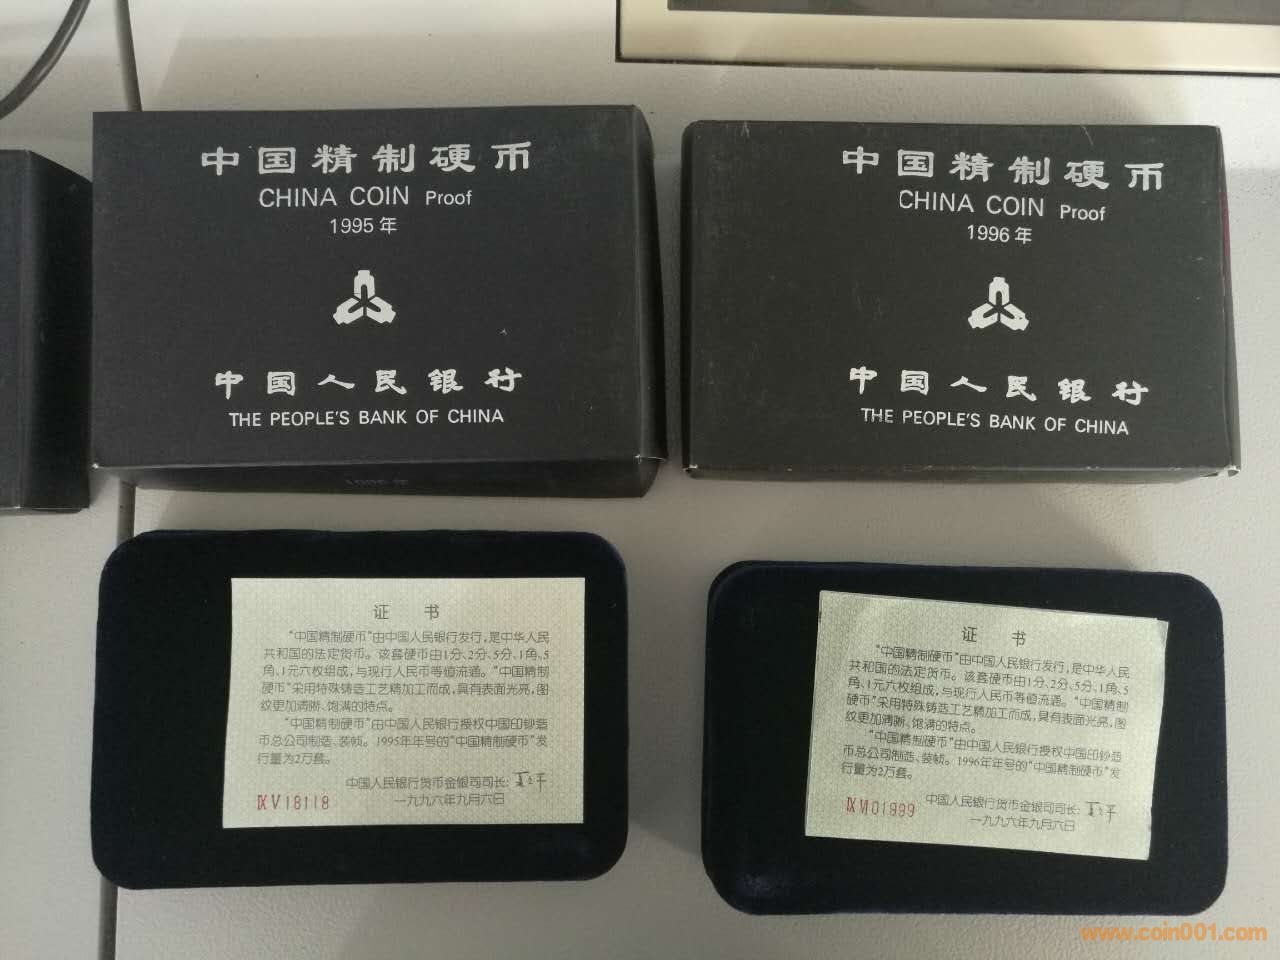 中国精制硬币
CHINA COIN Proof
1995年
中国人民银行
THE PEOPLE'S BANK OF CHINA
中国精制硬币
CHINA COIN Proof
1996年
中国人民银行
THE PEOPLE'S BANK OF CHINA
证 书
“中国精制硬币”由中国人民银行发行,是中华人民
共和国的法定货币。该套硬币由1分、2分、5分、1角、5
角、1元六枚组成,与现行人民币等值流通。“中国精制
硬币”采用特殊铸造工艺精加工而成,具有表面光亮,图
纹更加清晰、饱满的特点。
“中国精制硬币”由中国人民银行授权中国印钞造
币总公司制造、装帧。1995年年号的“中国精制硬币”发
行量为2万套。
中国人民银行货币金银司司长:
IXV18118
一九九六年九月六日
证 书
“中国精制硬币”由中国人民银行发行,是中华人民
共和国的法定货币。该套硬币由1分、2分、5分、1角、5
角、1元六枚组成,与现行人民币等值流通。“中国精制
硬币”采用特殊铸造工艺精加工而成,具有表面光亮,图
纹更加清晰、饱满的特点。
“中国精制硬币”由中国人民银行授权中国印钞造
币总公司制造、装帧。1996年年号的“中国精制硬币”发
行量为2万套。
中国人民银行货币金银司司长:
IXVI01999
一九九六年九月六日
www.coin001.com